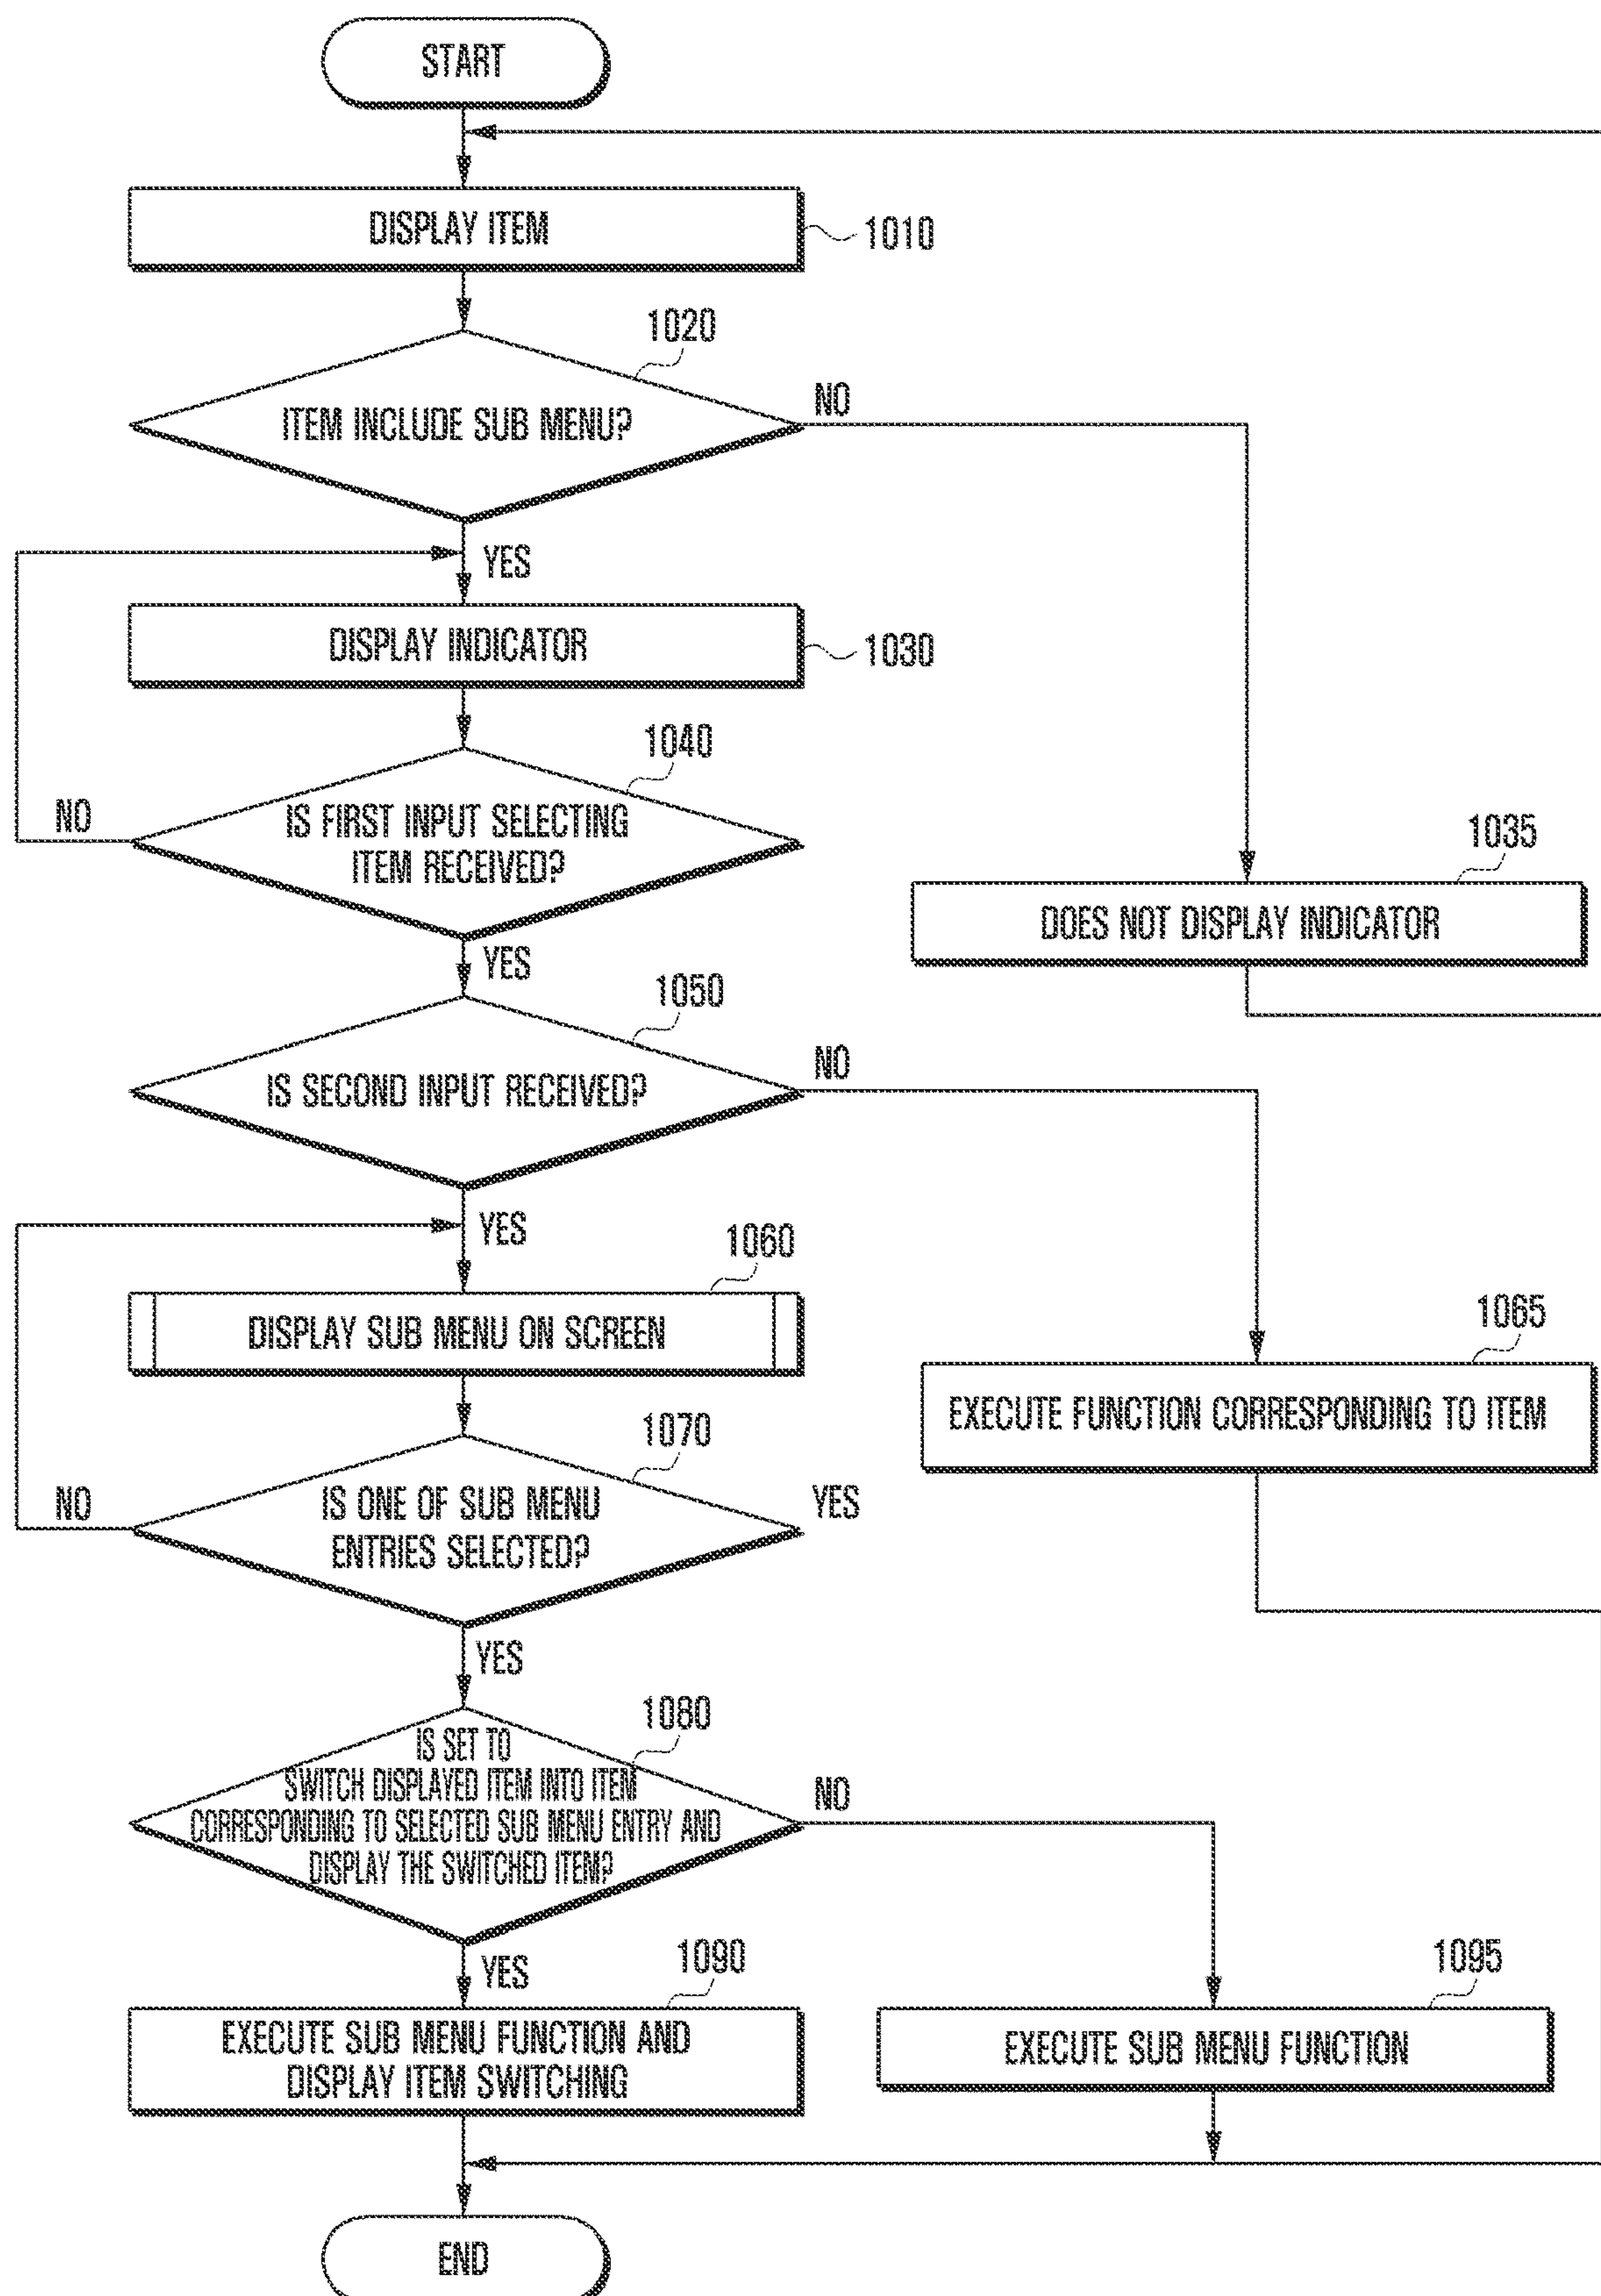 START
DISPLAY ITEM
1010
1020
ITEM INCLUDE SUB MENU?
NO
YES
DISPLAY INDICATOR
1030
1040
IS FIRST INPUT SELECTING
ITEM RECEIVED?
NO
YES
1035
DOES NOT DISPLAY INDICATOR
1050
IS SECOND INPUT RECEIVED?
NO
YES
1060
DISPLAY SUB MENU ON SCREEN
1065
EXECUTE FUNCTION CORRESPONDING TO ITEM
1070
IS ONE OF SUB MENU
ENTRIES SELECTED?
NO
YES
YES
1080
IS SET TO
SWITCH DISPLAYED ITEM INTO ITEM
CORRESPONDING TO SELECTED SUB MENU ENTRY AND
DISPLAY THE SWITCHED ITEM?
NO
YES
1090
EXECUTE SUB MENU FUNCTION AND
DISPLAY ITEM SWITCHING
1095
EXECUTE SUB MENU FUNCTION
END